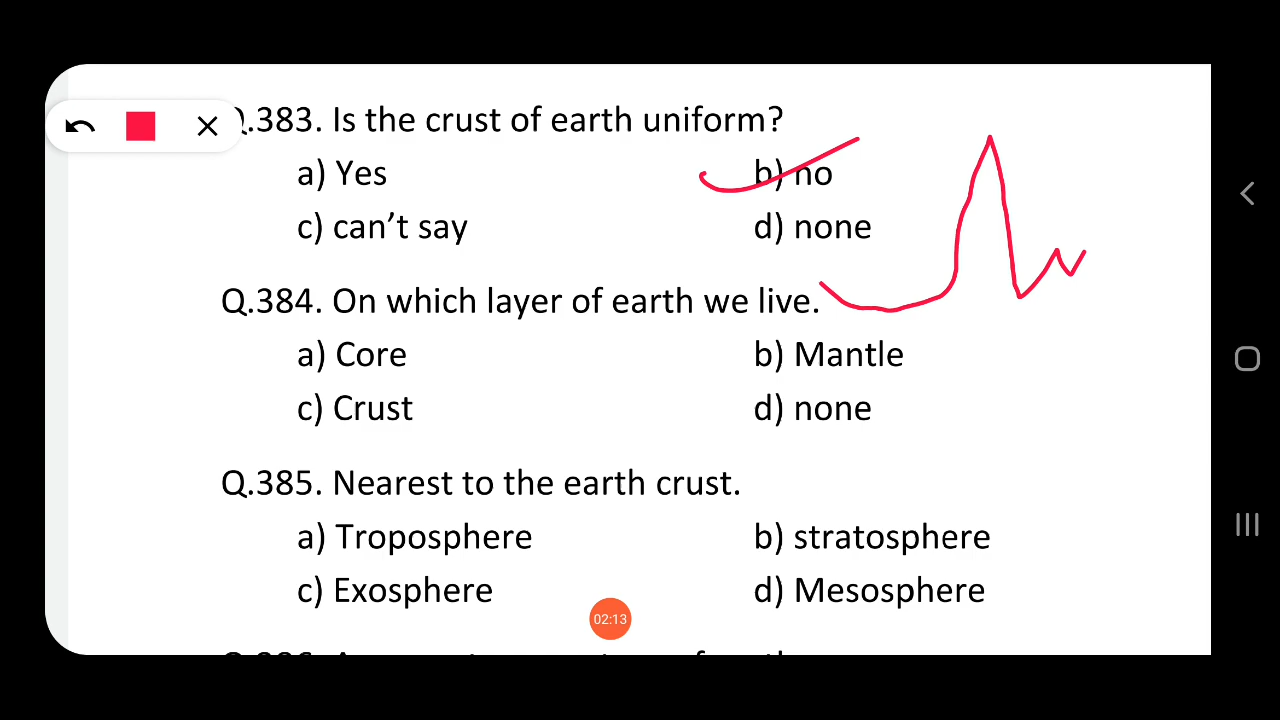 Q.383. Is the crust of earth uniform?
a) Yes b) no
c) can’t say d) none
Q.384. On which layer of earth we live.
a) Core b) Mantle
c) Crust d) none
Q.385. Nearest to the earth crust.
a) Troposphere b) stratosphere
c) Exosphere d) Mesosphere
02:13